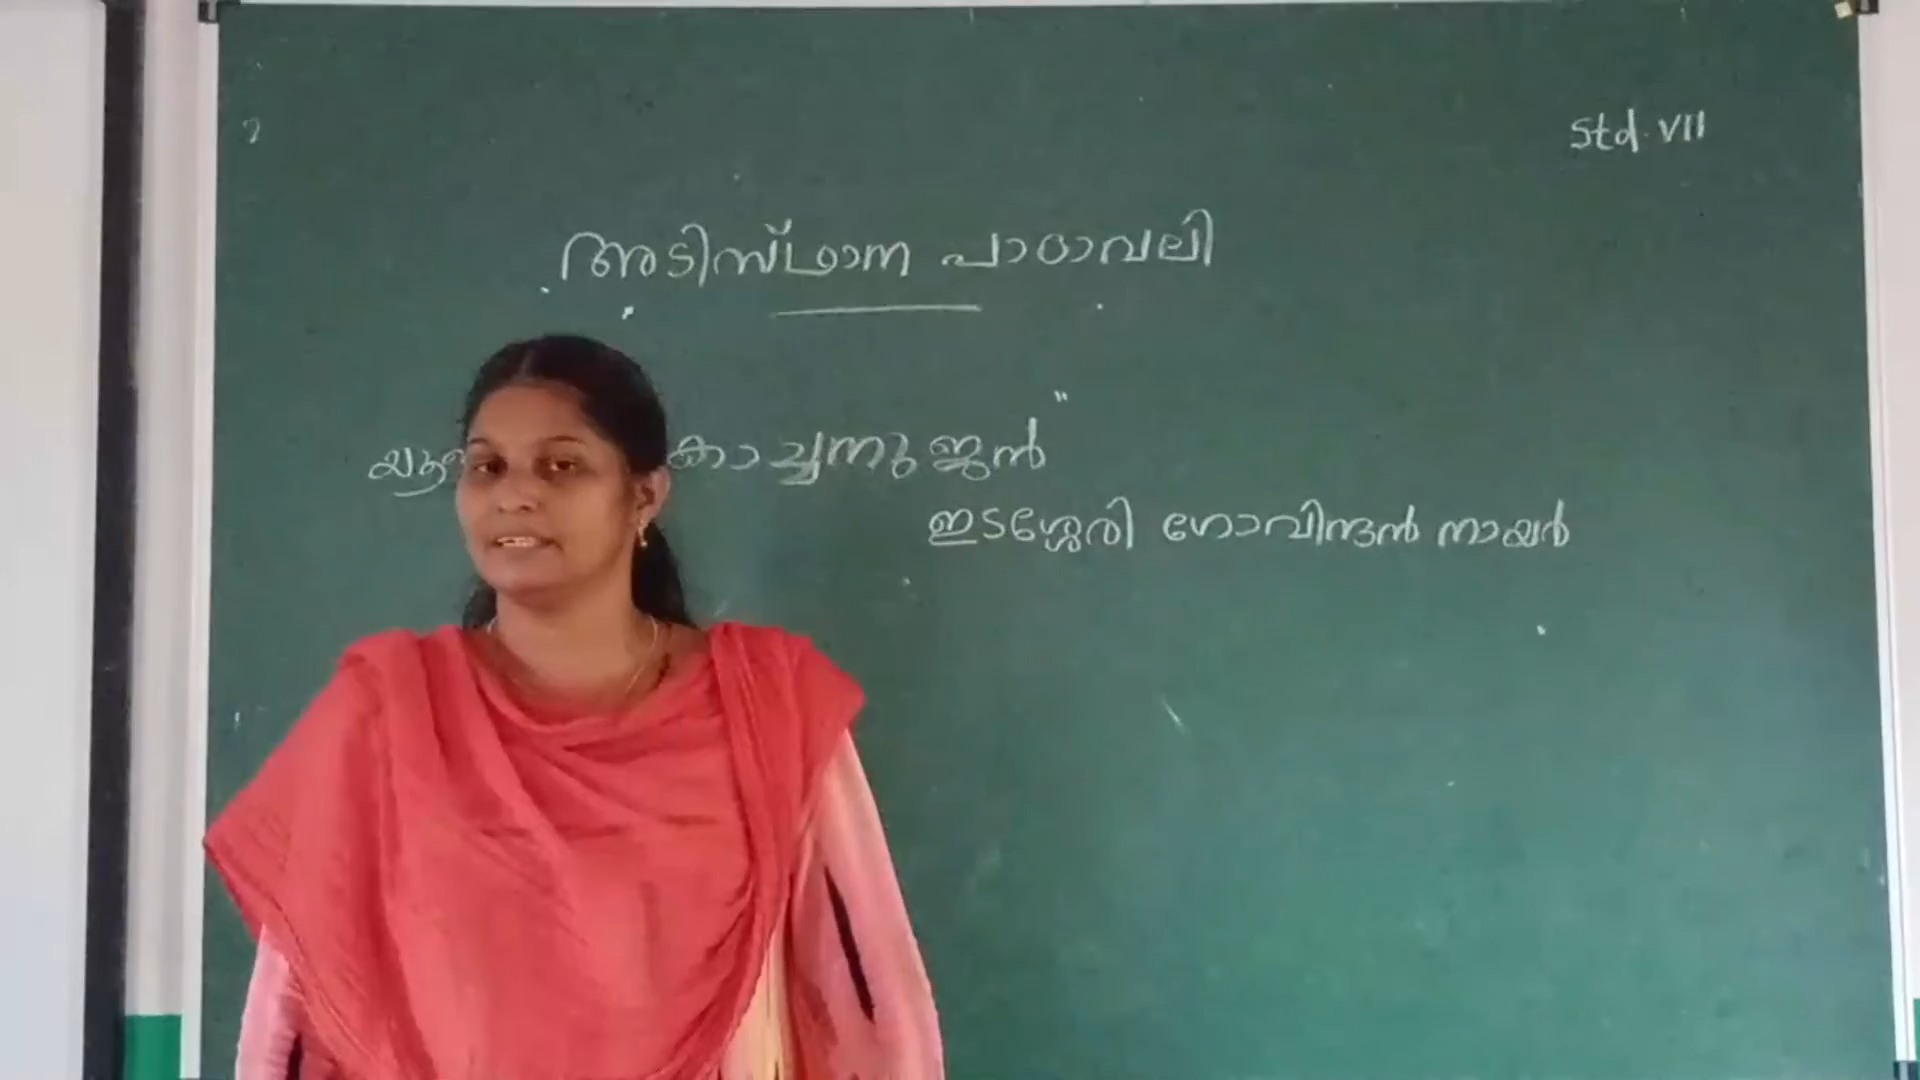 Std. VII
അടിസ്ഥാന പാഠാവലി
കൊച്ചനുജൻ"
ഇടശ്ശേരി ഗോവിന്ദൻ നായർ